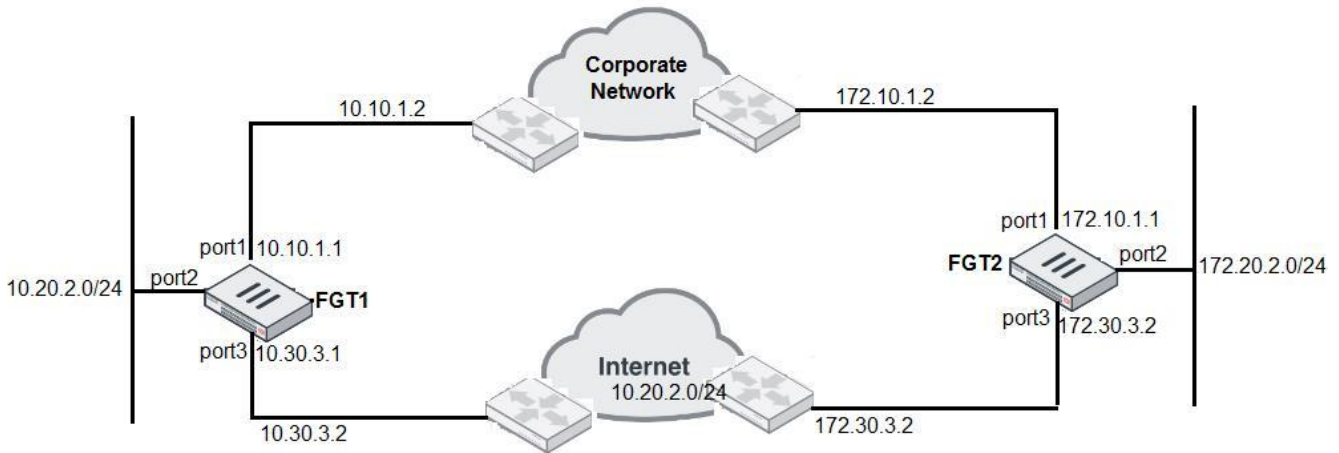 Corporate
Network
10.10.1.2
172.10.1.2
port1
10.10.1.1
port1
172.10.1.1
10.20.2.0/24
port2
FGT1
FGT2
port2
172.20.2.0/24
port3
10.30.3.1
port3
172.30.3.2
Internet
10.20.2.0/24
10.30.3.2
172.30.3.2